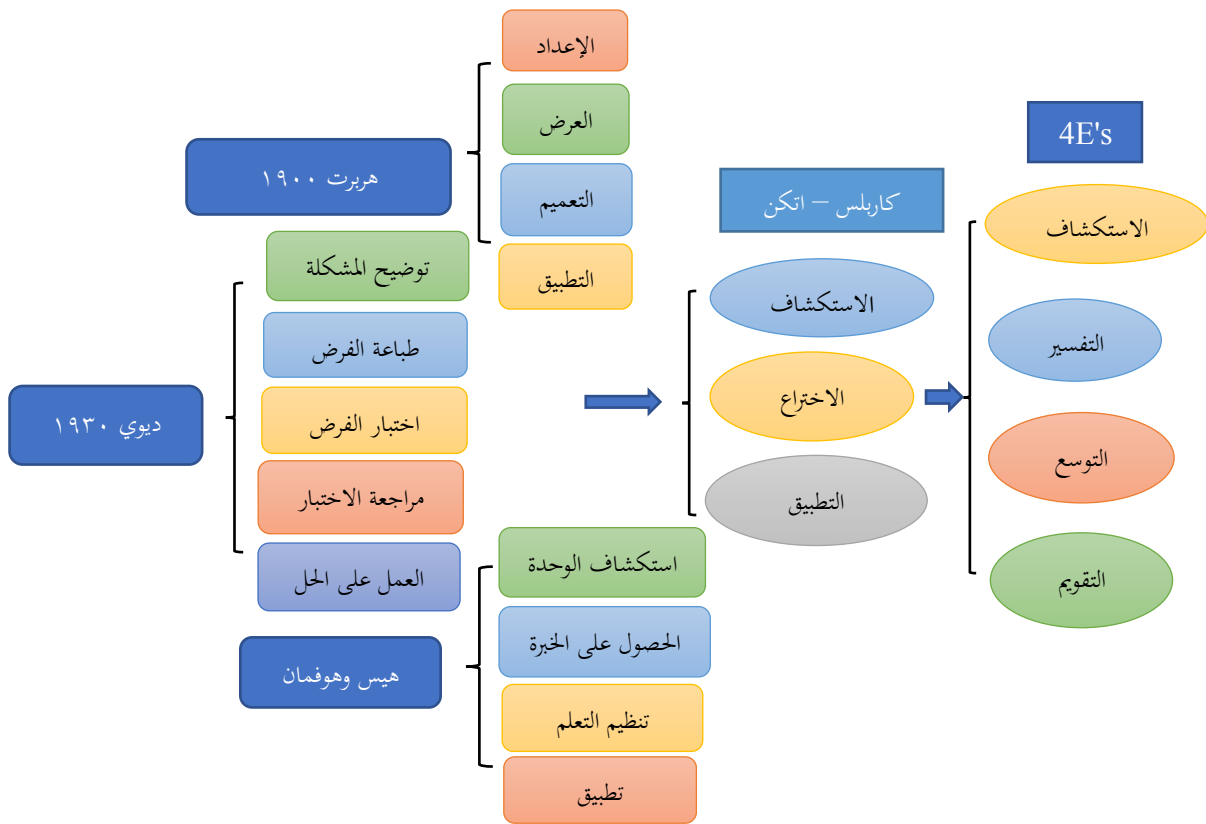 هربرت ١٩٠٠
الإعداد
العرض
التعميم
التطبيق
ديوي ١٩٣٠
توضيح المشكلة
طباعة الفرض
اختبار الفرض
مراجعة الاختبار
العمل على الحل
هيس وهوفمان
استكشاف الوحدة
الحصول على الخبرة
تنظيم التعلم
تطبيق
كاربلس – اتكن
الاستكشاف
الاختراع
التطبيق
4E's
الاستكشاف
التفسير
التوسع
التقويم